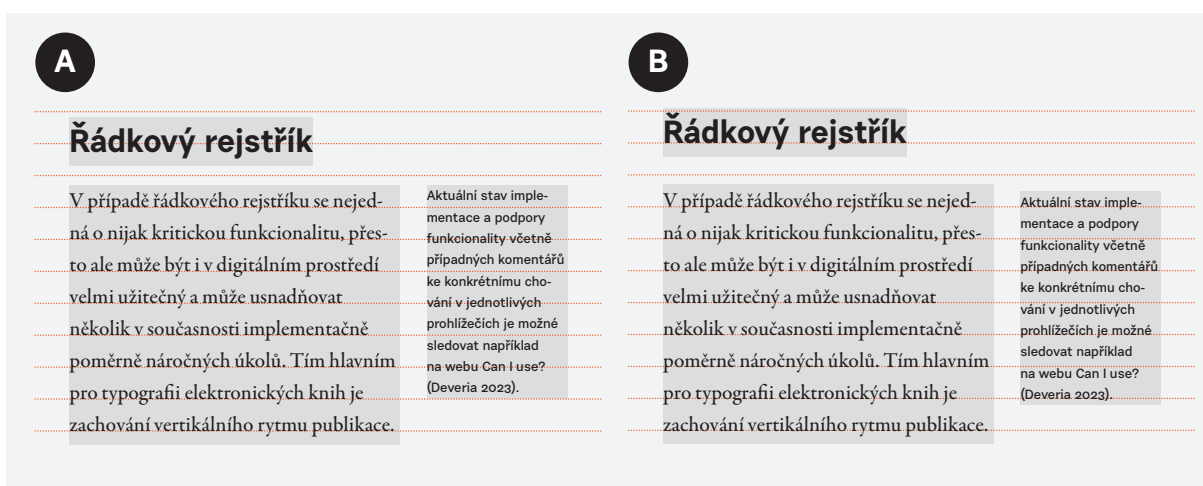 A
Řádkový rejstřík
V případě řádkového rejstříku se nejed-
ná o nijak kritickou funkcionalitu, přes-
to ale může být i v digitálním prostředí
velmi užitečný a může usnadňovat
několik v současnosti implementačně
poměrně náročných úkolů. Tím hlavním
pro typografii elektronických knih je
zachování vertikálního rytmu publikace.
Aktuální stav imple-
mentace a podpory
funkcionality včetně
případných komentářů
ke konkrétnímu cho-
vání v jednotlivých
prohlížečích je možné
sledovat například
na webu Can I use?
(Deveria 2023).
B
Řádkový rejstřík
V případě řádkového rejstříku se nejed-
ná o nijak kritickou funkcionalitu, přes-
to ale může být i v digitálním prostředí
velmi užitečný a může usnadňovat
několik v současnosti implementačně
poměrně náročných úkolů. Tím hlavním
pro typografii elektronických knih je
zachování vertikálního rytmu publikace.
Aktuální stav imple-
mentace a podpory
funkcionality včetně
případných komentářů
ke konkrétnímu cho-
vání v jednotlivých
prohlížečích je možné
sledovat například
na webu Can I use?
(Deveria 2023).